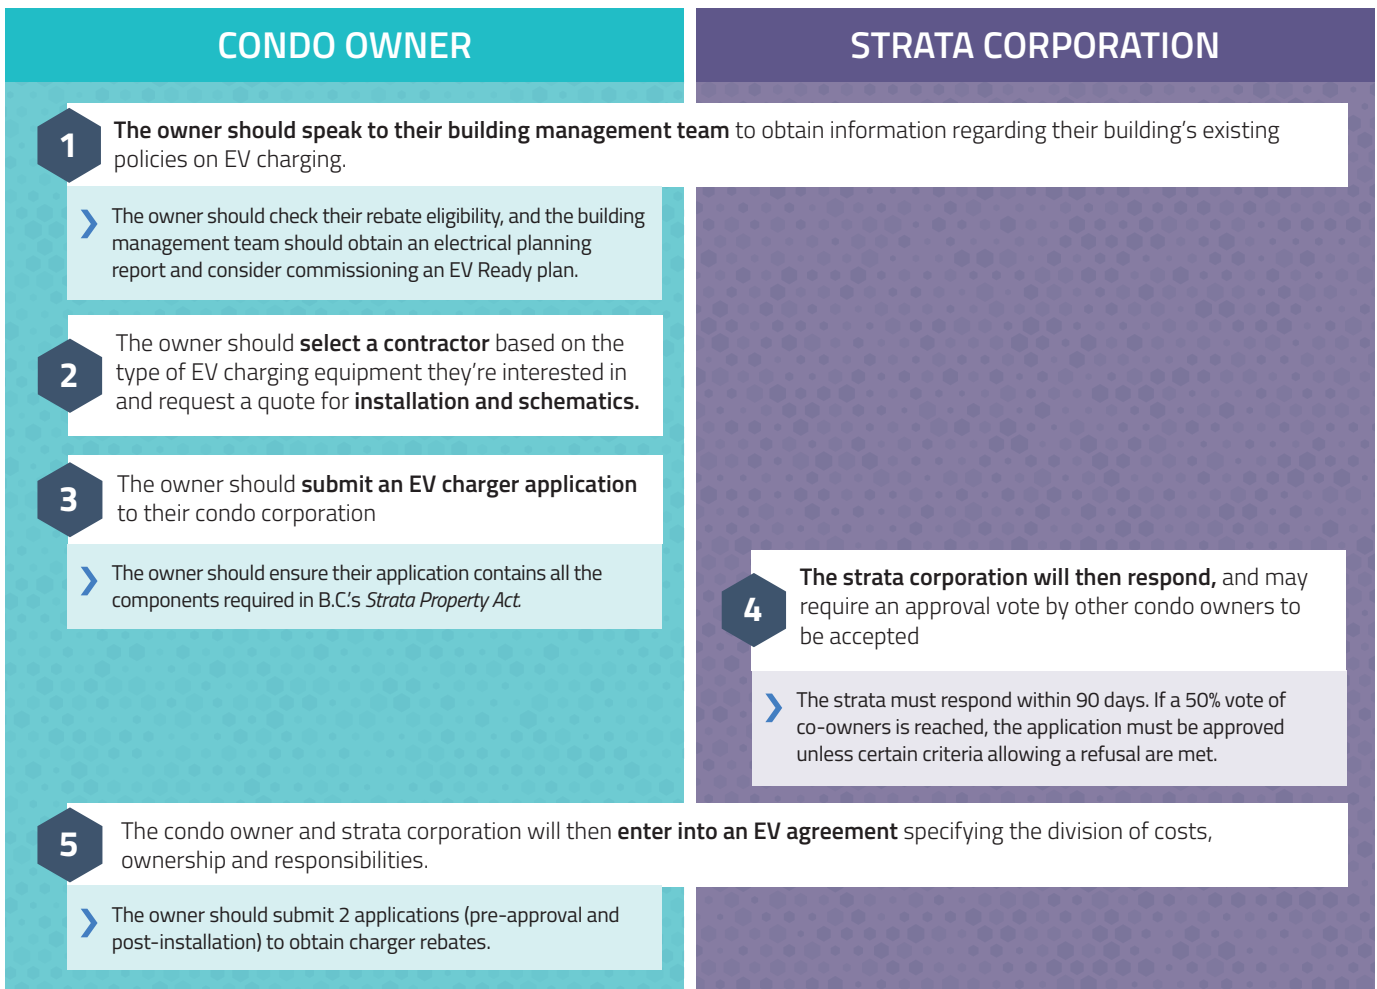 CONDO OWNER
STRATA CORPORATION
1
The owner should speak to their building management team to obtain information regarding their building's existing
policies on EV charging.
❯ The owner should check their rebate eligibility, and the building
management team should obtain an electrical planning
report and consider commissioning an EV Ready plan.
2
The owner should select a contractor based on the
type of EV charging equipment they're interested in
and request a quote for installation and schematics.
3
The owner should submit an EV charger application
to their condo corporation
❯ The owner should ensure their application contains all the
components required in B.C.'s Strata Property Act.
4
The strata corporation will then respond, and may
require an approval vote by other condo owners to
be accepted
❯ The strata must respond within 90 days. If a 50% vote of
co-owners is reached, the application must be approved
unless certain criteria allowing a refusal are met.
5
The condo owner and strata corporation will then enter into an EV agreement specifying the division of costs,
ownership and responsibilities.
❯ The owner should submit 2 applications (pre-approval and
post-installation) to obtain charger rebates.